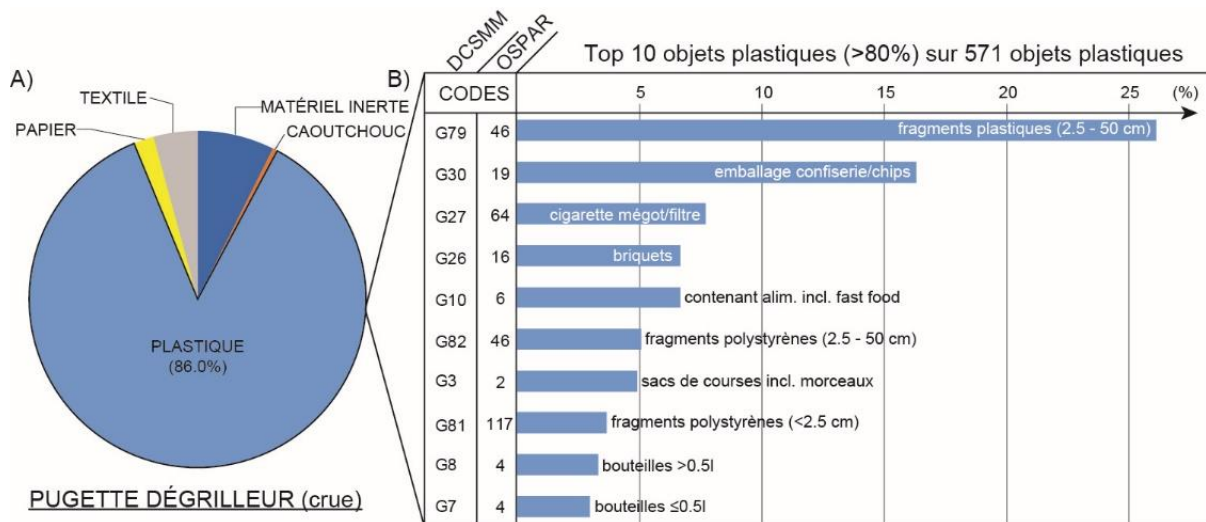 A)
TEXTILE
PAPIER
MATÉRIEL INERTE
CAOUTCHOUC
PLASTIQUE
(86.0%)
PUGETTE DÉGRILLEUR (crue)
B)
DCSMM
OSPAR
Top 10 objets plastiques (>80%) sur 571 objets plastiques
CODES
5 10 15 20 25 (%)
G79 46 fragments plastiques (2.5 - 50 cm)
G30 19 emballage confiserie/chips
G27 64 cigarette mégot/filtre
G26 16 briquets
G10 6 contenant alim. incl. fast food
G82 46 fragments polystyrènes (2.5 - 50 cm)
G3 2 sacs de courses incl. morceaux
G81 117 fragments polystyrènes (<2.5 cm)
G8 4 bouteilles >0.5l
G7 4 bouteilles ≤0.5l